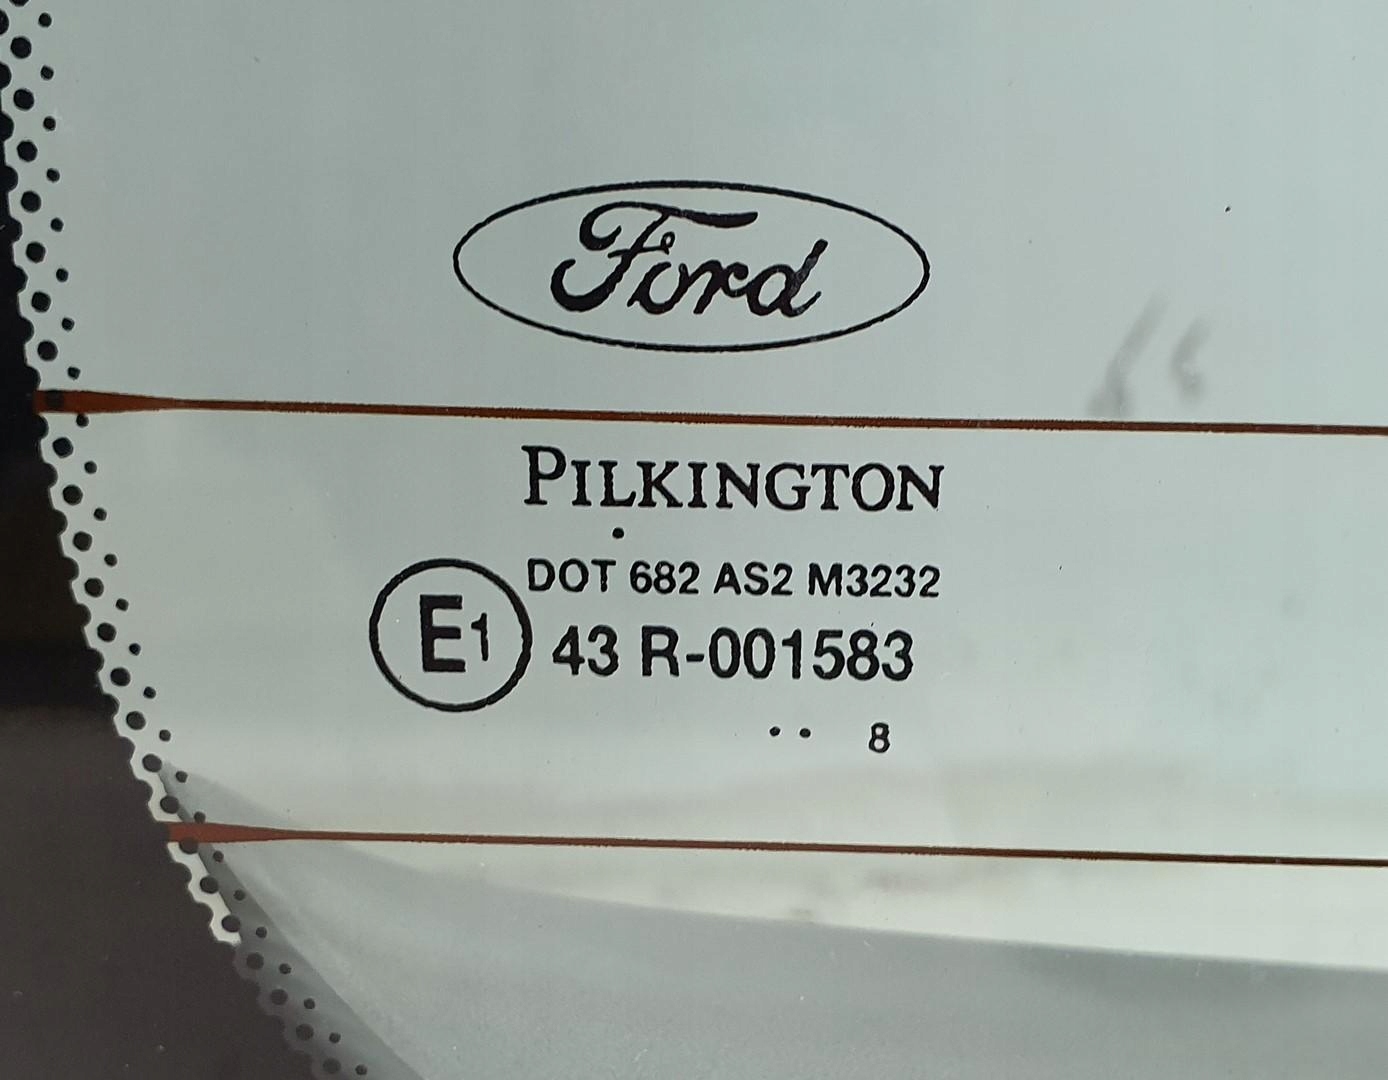 Ford
PILKINGTON
.
DOT 682 AS2 M3232
E1 43 R-001583
.. 8